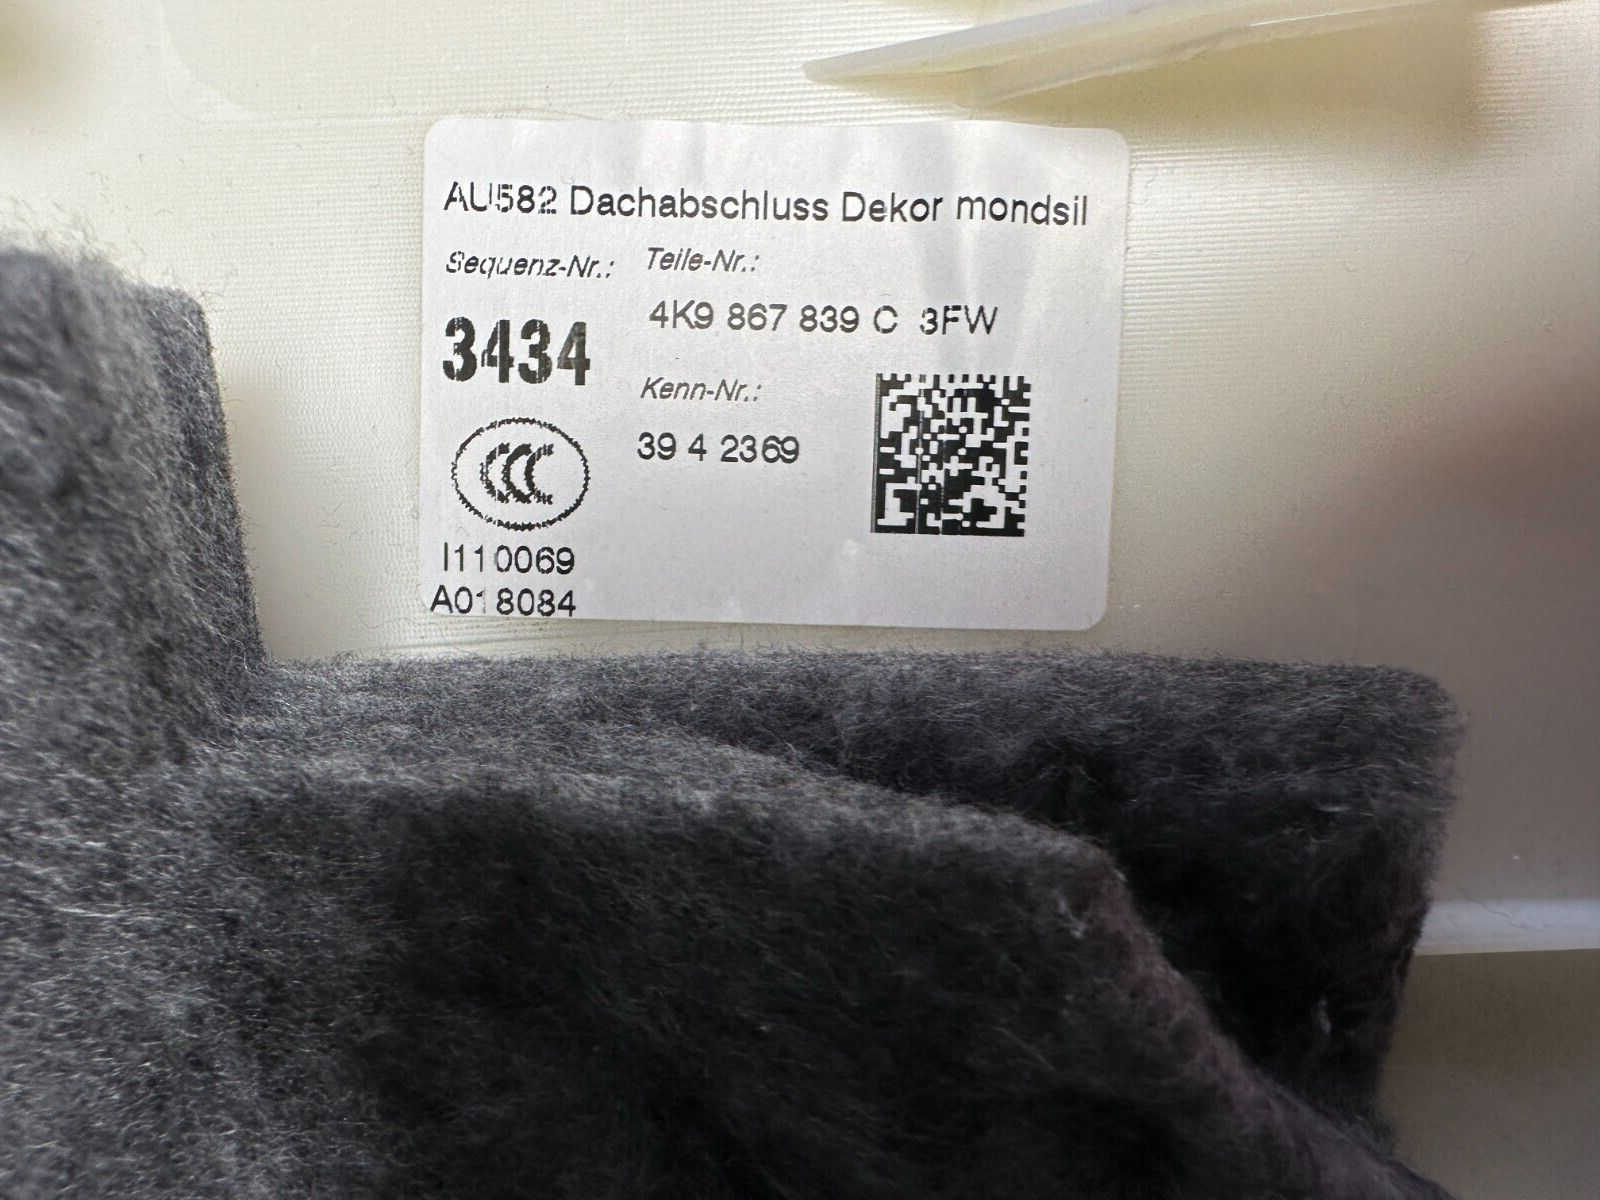 AU582 Dachabschluss Dekor mondsil
Sequenz-Nr.: Teile-Nr.:
3434 4K9 867 839 C 3FW
Kenn-Nr.:
39 4 2369
CCC
I110069
A018084